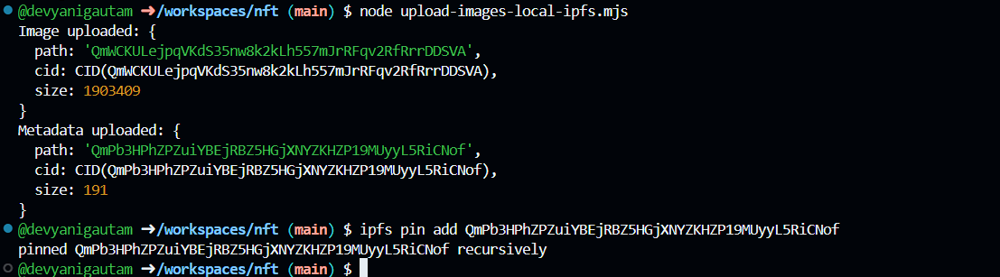 @devyanigautam ➜/workspaces/nft (main) $ node upload-images-local-ipfs.mjs
Image uploaded: {
  path: 'QmWCKULejpqVKdS35nw8k2kLh557mJrRFqv2RfRrrDDSVA',
  cid: CID(QmWCKULejpqVKdS35nw8k2kLh557mJrRFqv2RfRrrDDSVA),
  size: 1903409
}
Metadata uploaded: {
  path: 'QmPb3HPhZPZuiYBEjRBZ5HGjXNYZKHZP19MUyyL5RiCNof',
  cid: CID(QmPb3HPhZPZuiYBEjRBZ5HGjXNYZKHZP19MUyyL5RiCNof),
  size: 191
}
@devyanigautam ➜/workspaces/nft (main) $ ipfs pin add QmPb3HPhZPZuiYBEjRBZ5HGjXNYZKHZP19MUyyL5RiCNof
pinned QmPb3HPhZPZuiYBEjRBZ5HGjXNYZKHZP19MUyyL5RiCNof recursively
@devyanigautam ➜/workspaces/nft (main) $